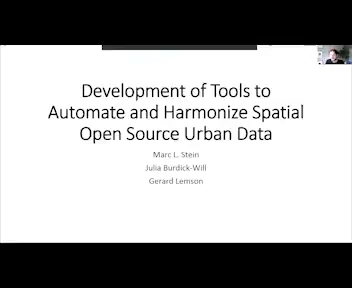 Development of Tools to
Automate and Harmonize Spatial
Open Source Urban Data
Marc L. Stein
Julia Burdick-Will
Gerard Lemson